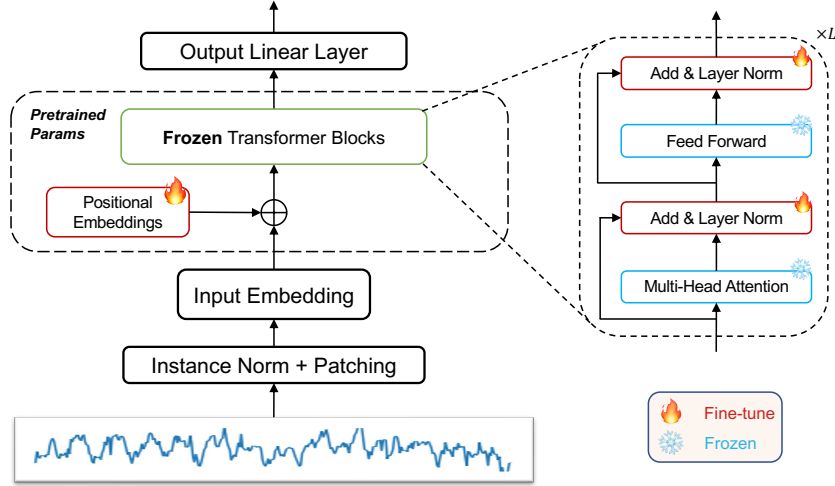 Output Linear Layer
Pretrained
Params
Frozen Transformer Blocks
Positional
Embeddings
Input Embedding
Instance Norm + Patching
×L
Add & Layer Norm
Feed Forward
Add & Layer Norm
Multi-Head Attention
Fine-tune
Frozen